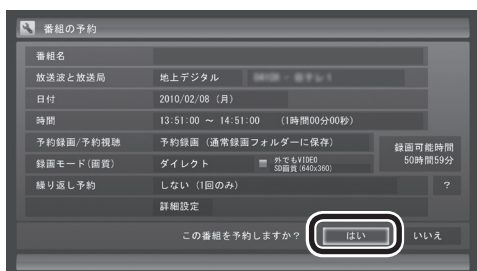 番組の予約
番組名
放送波と放送局 地上デジタル
日付 2010/02/08 (月)
時間 13:51:00 ～ 14:51:00 (1時間00分00秒)
予約録画/予約視聴 予約録画 (通常録画フォルダーに保存)
録画可能時間
50時間59分
録画モード(画質) ダイレクト 外でもVIDEO
SD画質(640x360)
繰り返し予約 しない (1回のみ) ?
詳細設定
この番組を予約しますか? はい いいえ